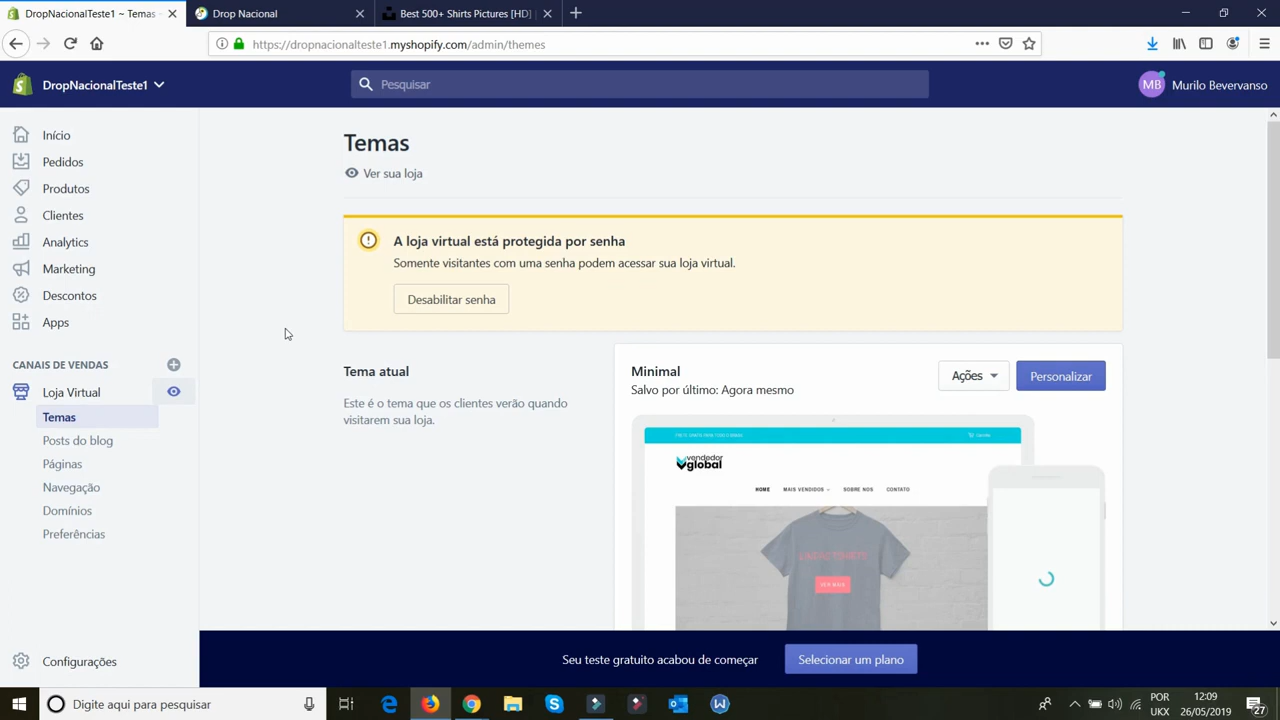 DropNacionalTeste1 ~ Temas ~
Drop Nacional
Best 500+ Shirts Pictures [HD] |
https://dropnacionalteste1.myshopify.com/admin/themes
DropNacionalTeste1
Pesquisar
MB
Murilo Bevervanso
Início
Pedidos
Produtos
Clientes
Analytics
Marketing
Descontos
Apps
CANAIS DE VENDAS
Loja Virtual
Temas
Posts do blog
Páginas
Navegação
Domínios
Preferências
Configurações
Temas
Ver sua loja
A loja virtual está protegida por senha
Somente visitantes com uma senha podem acessar sua loja virtual.
Desabilitar senha
Tema atual
Este é o tema que os clientes verão quando
visitarem sua loja.
Minimal
Salvo por último: Agora mesmo
Ações
Personalizar
vendedor
global
HOME
MAIS VENDIDOS
SOBRE NOS
CONTATO
VER MAIS
Seu teste gratuito acabou de começar
Selecionar um plano
Digite aqui para pesquisar
POR
UKX
12:09
26/05/2019
27